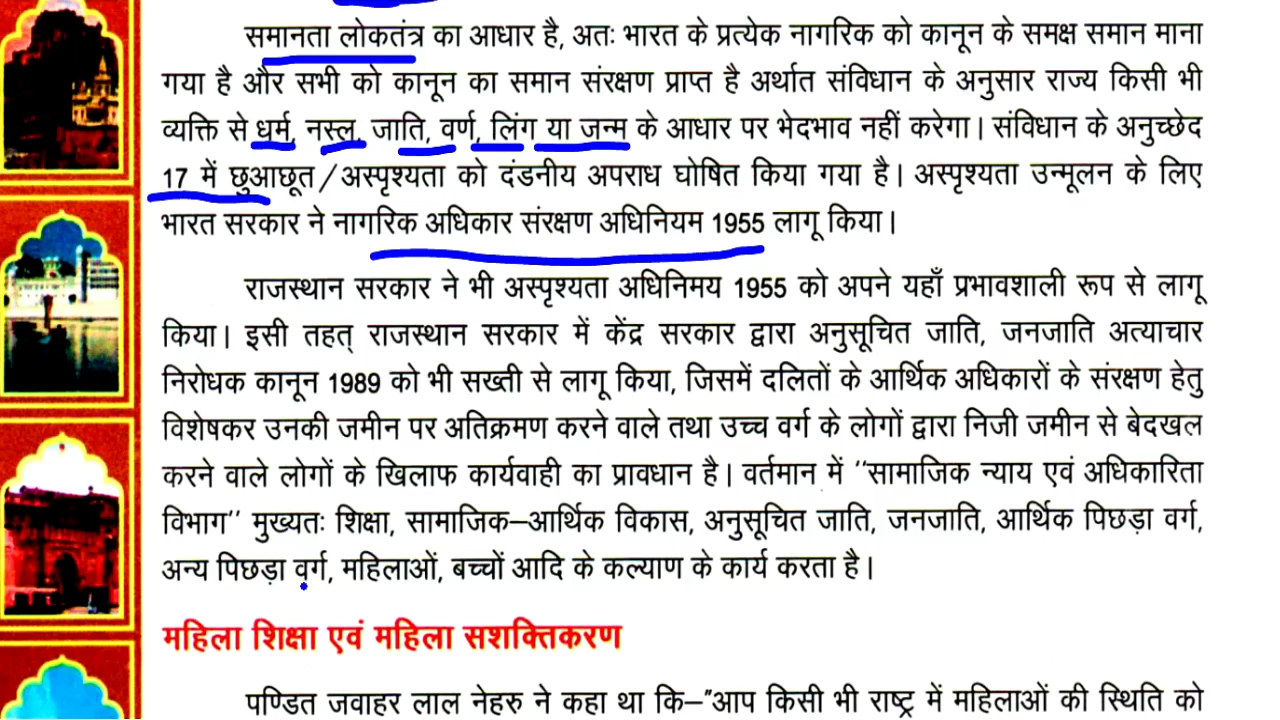 समानता लोकतंत्र का आधार है, अतः भारत के प्रत्येक नागरिक को कानून के समक्ष समान माना
गया है और सभी को कानून का समान संरक्षण प्राप्त है अर्थात संविधान के अनुसार राज्य किसी भी
व्यक्ति से धर्म, नस्ल, जाति, वर्ण, लिंग या जन्म के आधार पर भेदभाव नहीं करेगा। संविधान के अनुच्छेद
17 में छुआछूत/अस्पृश्यता को दंडनीय अपराध घोषित किया गया है। अस्पृश्यता उन्मूलन के लिए
भारत सरकार ने नागरिक अधिकार संरक्षण अधिनियम 1955 लागू किया।
राजस्थान सरकार ने भी अस्पृश्यता अधिनिमय 1955 को अपने यहाँ प्रभावशाली रूप से लागू
किया। इसी तहत् राजस्थान सरकार में केंद्र सरकार द्वारा अनुसूचित जाति, जनजाति अत्याचार
निरोधक कानून 1989 को भी सख्ती से लागू किया, जिसमें दलितों के आर्थिक अधिकारों के संरक्षण हेतु
विशेषकर उनकी जमीन पर अतिक्रमण करने वाले तथा उच्च वर्ग के लोगों द्वारा निजी जमीन से बेदखल
करने वाले लोगों के खिलाफ कार्यवाही का प्रावधान है। वर्तमान में "सामाजिक न्याय एवं अधिकारिता
विभाग" मुख्यतः शिक्षा, सामाजिक–आर्थिक विकास, अनुसूचित जाति, जनजाति, आर्थिक पिछड़ा वर्ग,
अन्य पिछड़ा वर्ग, महिलाओं, बच्चों आदि के कल्याण के कार्य करता है।
महिला शिक्षा एवं महिला सशक्तिकरण
पण्डित जवाहर लाल नेहरु ने कहा था कि–"आप किसी भी राष्ट्र में महिलाओं की स्थिति को